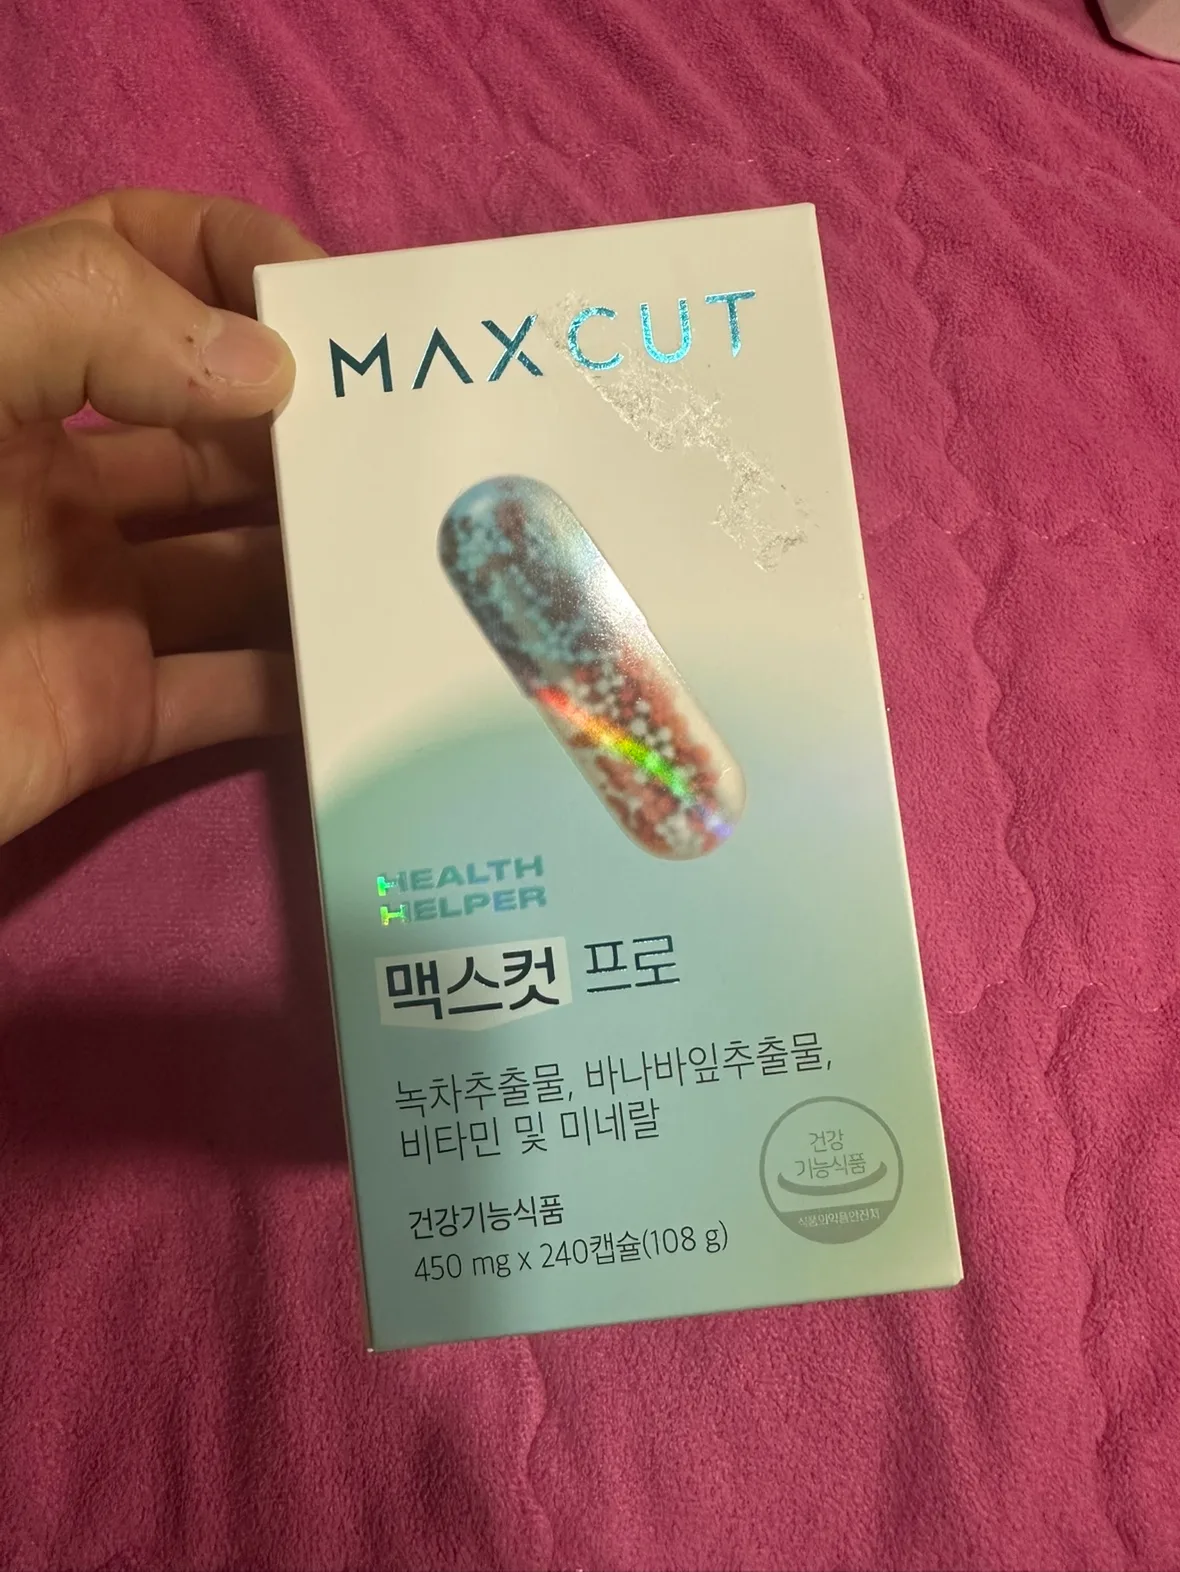 MAXCUT
HEALTH
HELPER
맥스컷 프로
녹차추출물, 바나바잎추출물,
비타민 및 미네랄
건강기능식품
450 mg x 240캡슐(108 g)
건강
기능식품
식품의약품안전처